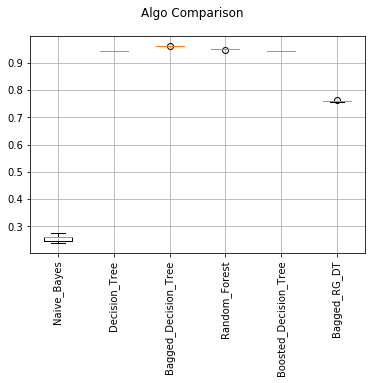 Algo Comparison
0.9
0.8
0.7
0.6
0.5
0.4
0.3
Naive_Bayes
Decision_Tree
Bagged_Decision_Tree
Random_Forest
Boosted_Decision_Tree
Bagged_RG_DT